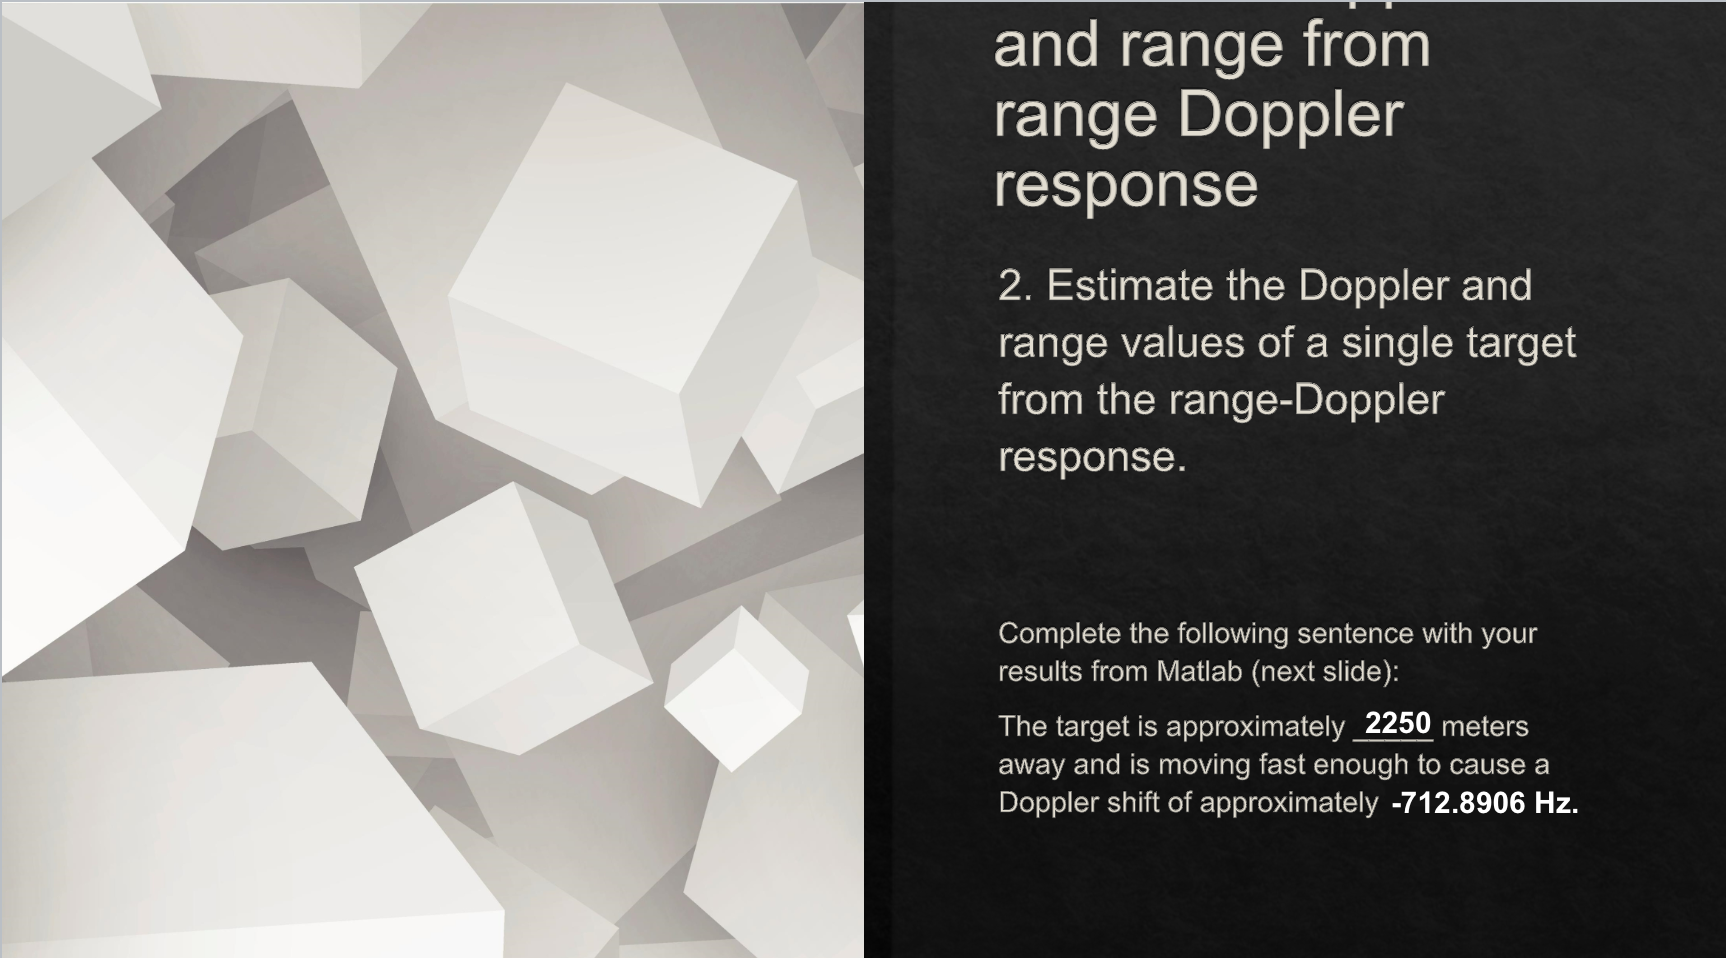 and range from
range Doppler
response
2. Estimate the Doppler and
range values of a single target
from the range-Doppler
response.
Complete the following sentence with your
results from Matlab (next slide):
The target is approximately 2250 meters
away and is moving fast enough to cause a
Doppler shift of approximately -712.8906 Hz.